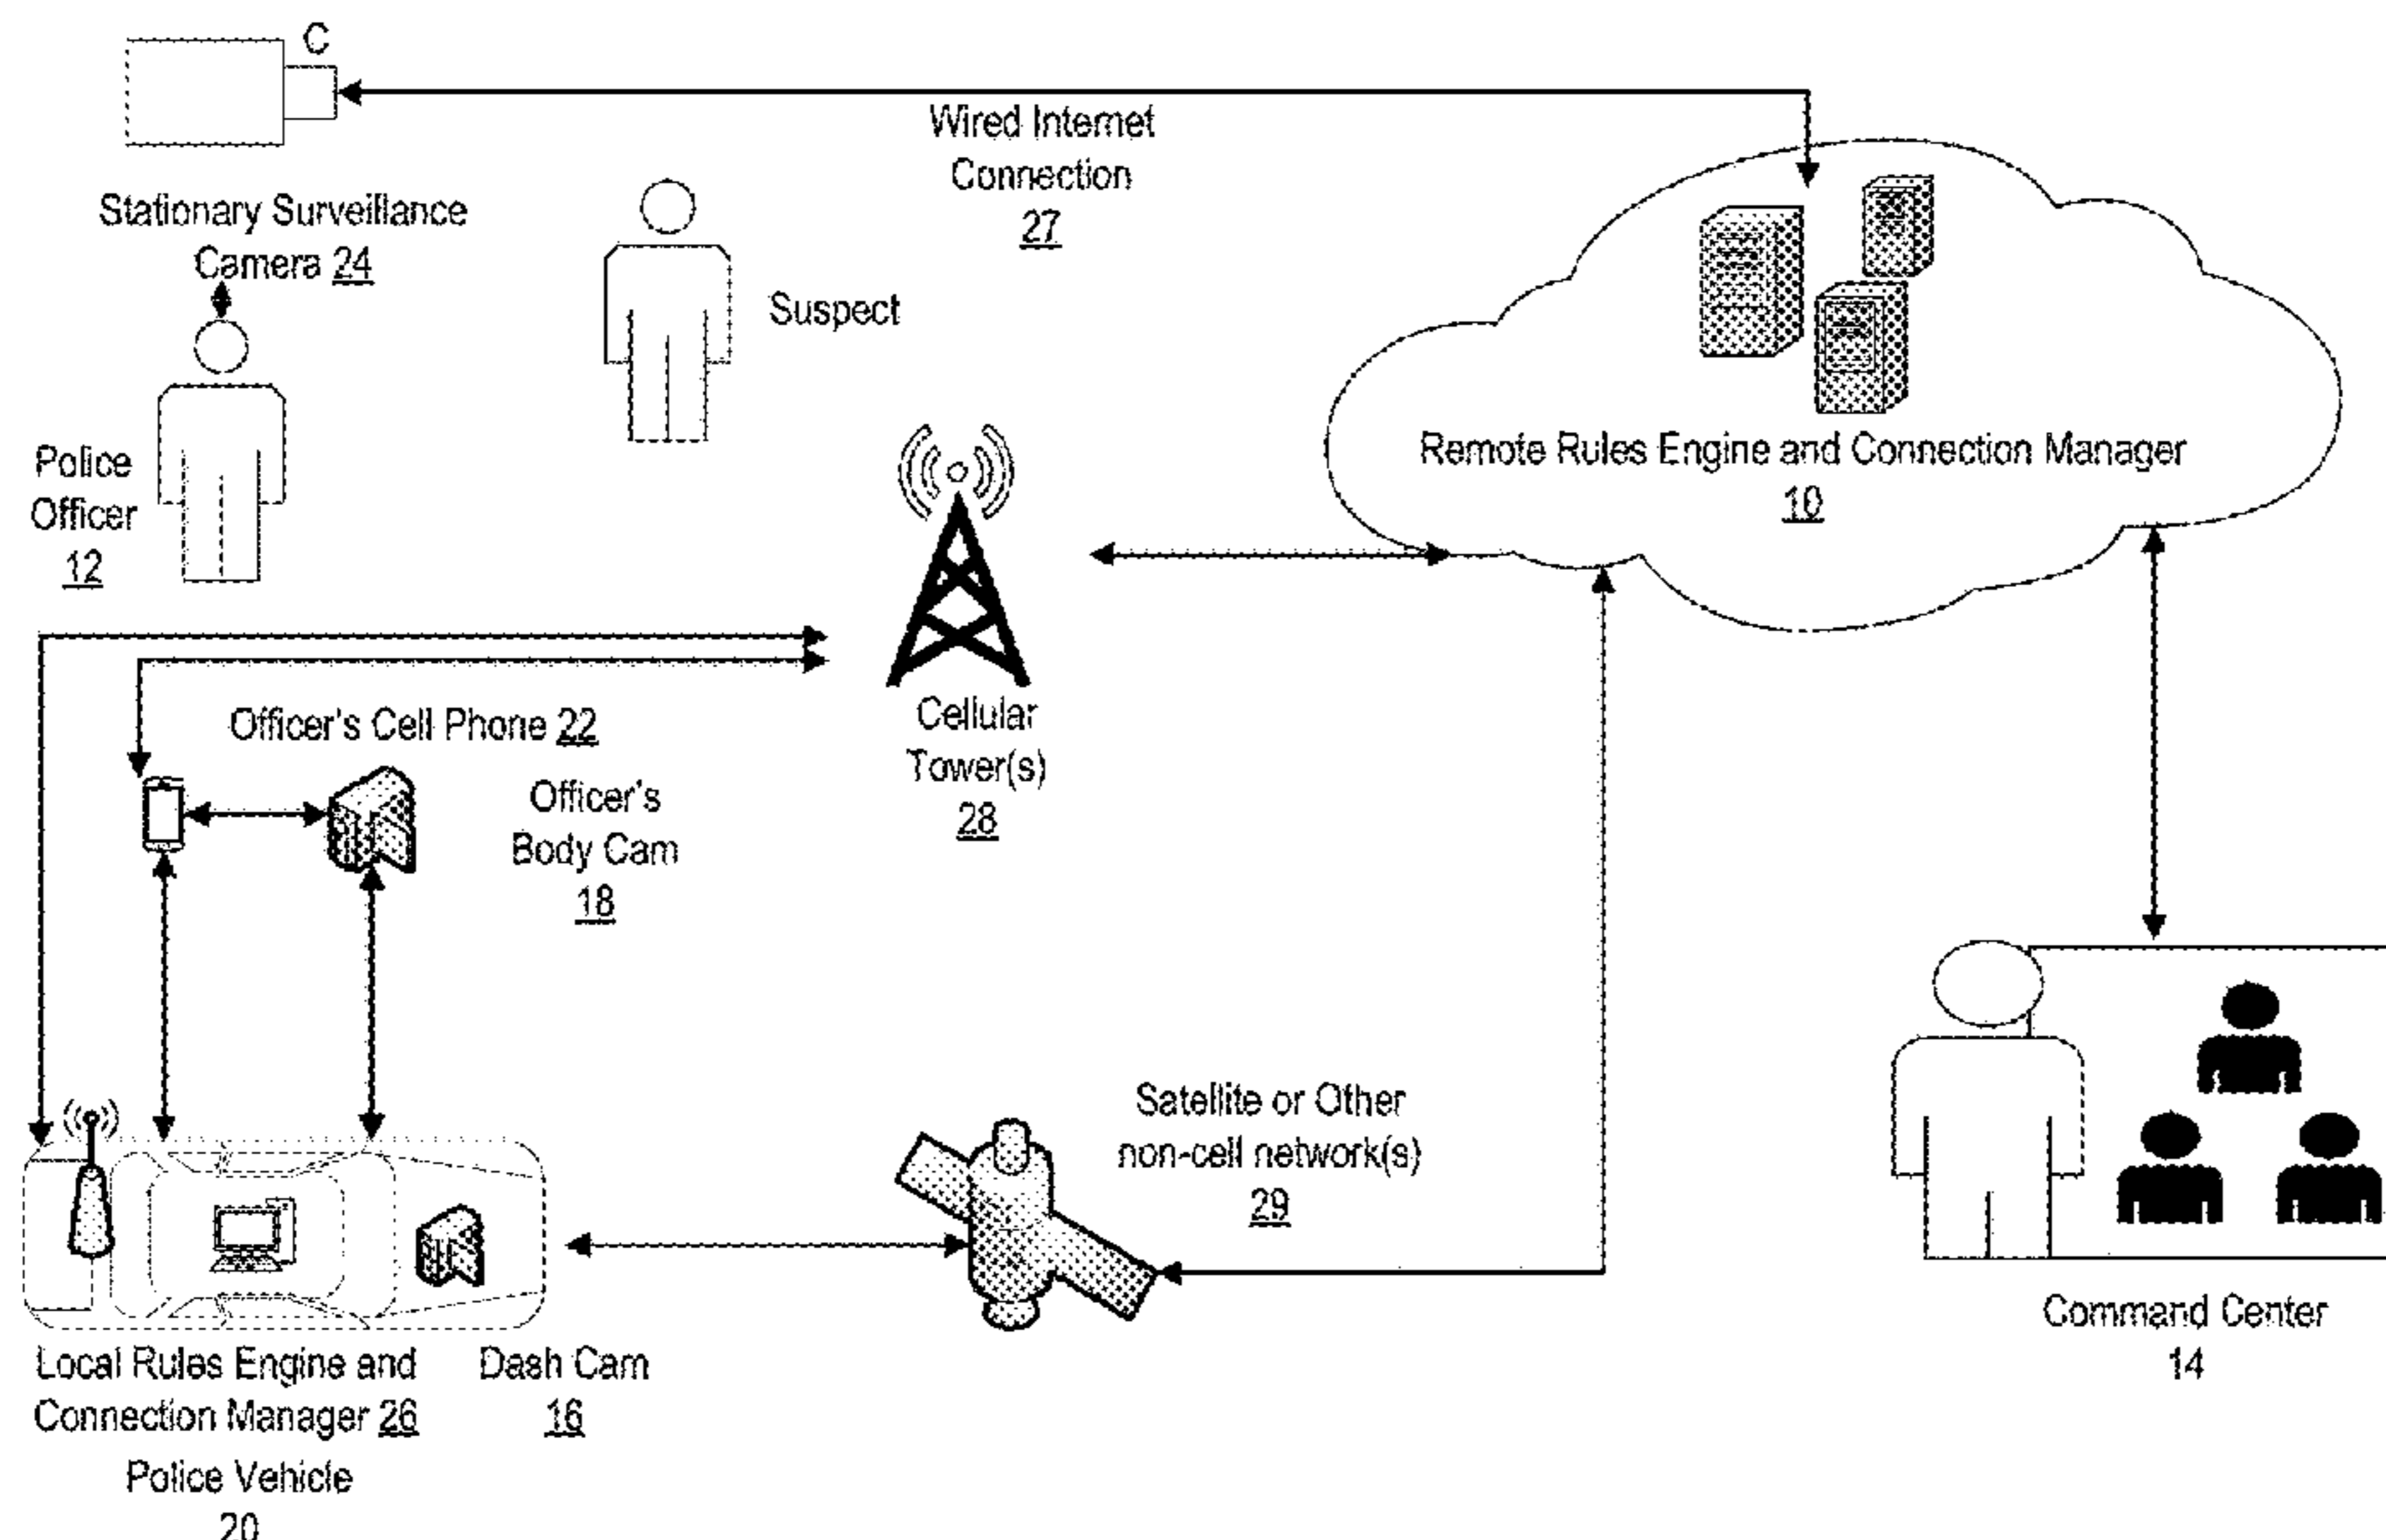 C
Wired Internet
Connection
27
Stationary Surveillance
Camera 24
Suspect
Police
Officer
12
Remote Rules Engine and Connection Manager
10
Officer's Cell Phone 22
Officer's
Body Cam
18
Cellular
Tower(s)
28
Satellite or Other
non-cell network(s)
29
Local Rules Engine and
Connection Manager 26
Dash Cam
16
Police Vehicle
20
Command Center
14